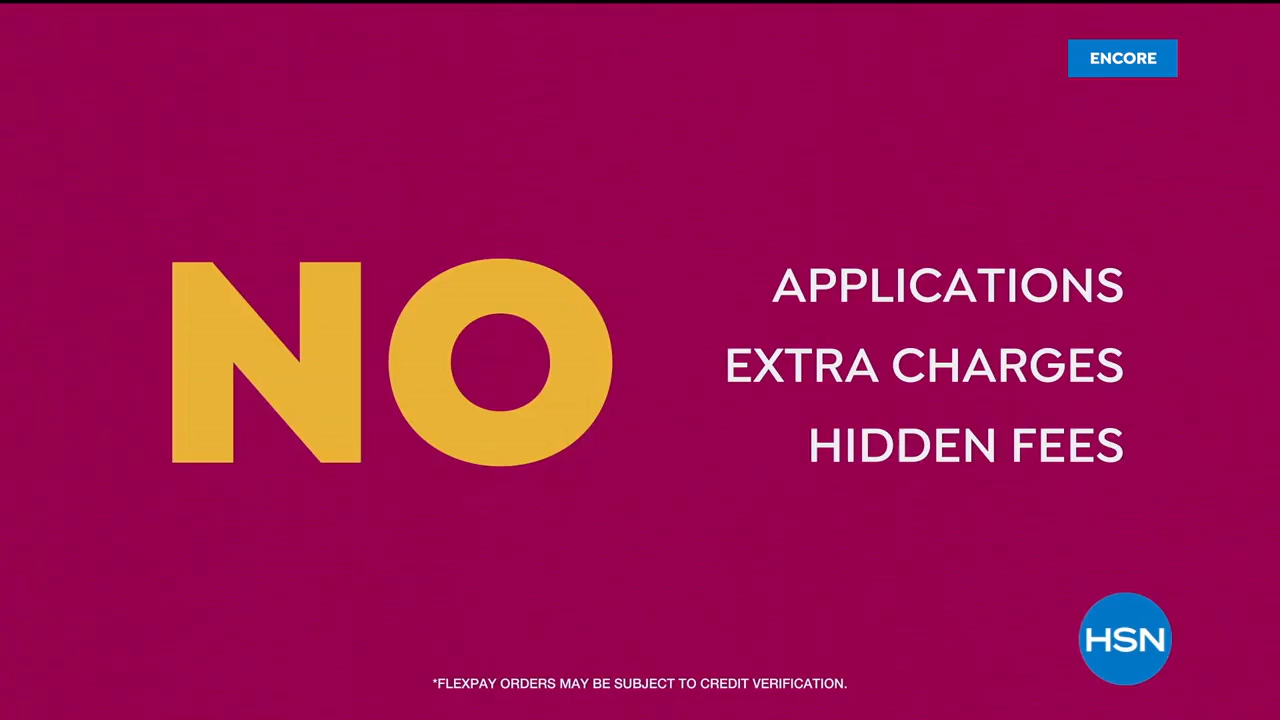 ENCORE
NO
APPLICATIONS
EXTRA CHARGES
HIDDEN FEES
HSN
*FLEXPAY ORDERS MAY BE SUBJECT TO CREDIT VERIFICATION.